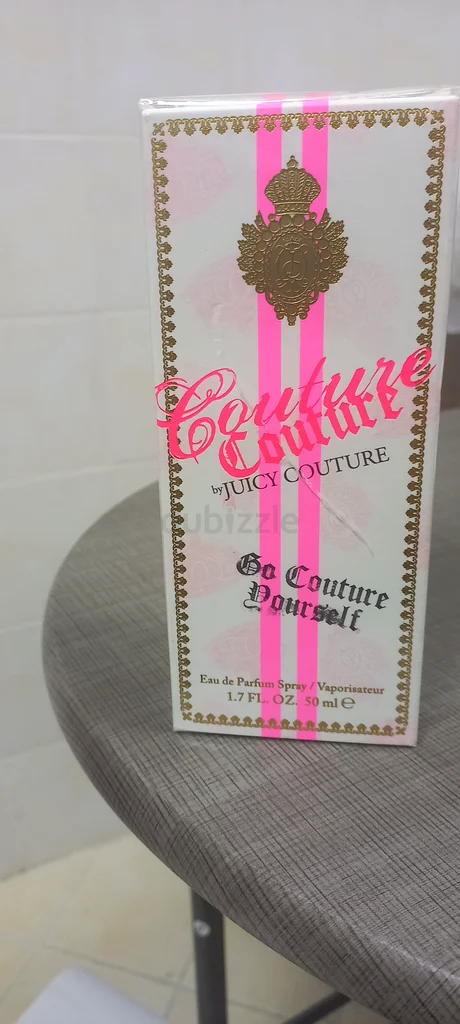 Couture
Couture
by JUICY COUTURE
dubizzle
Go Couture
Yourself
Eau de Parfum Spray / Vaporisateur
1.7 FL. OZ. 50 ml ℮